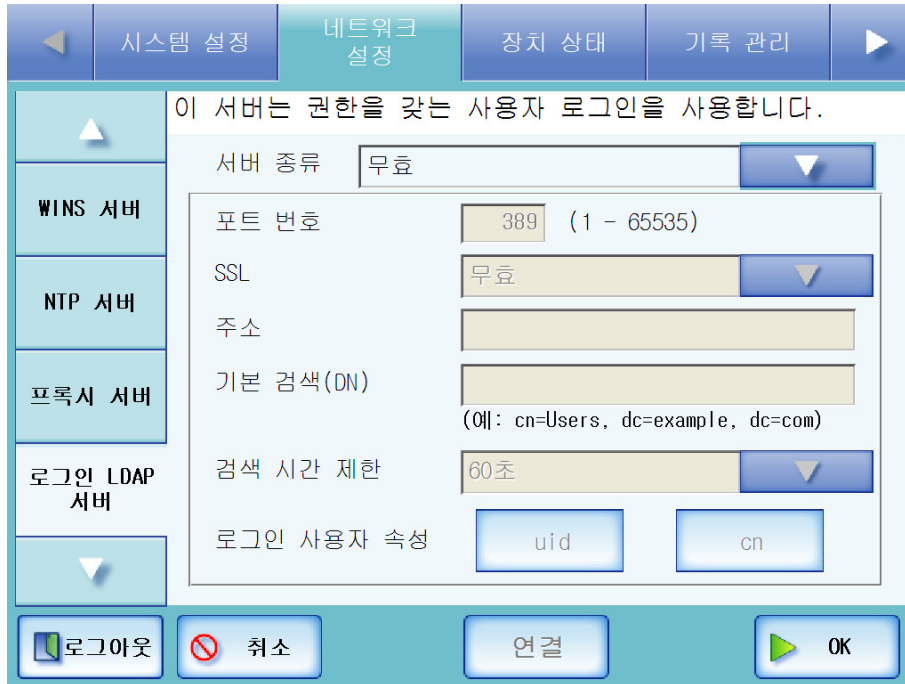 시스템 설정
네트워크
설정
장치 상태
기록 관리
이 서버는 권한을 갖는 사용자 로그인을 사용합니다.
WINS 서버
NTP 서버
프록시 서버
로그인 LDAP
서버
서버 종류 무효
포트 번호 389 (1 - 65535)
SSL 무효
주소
기본 검색(DN)
(예: cn=Users, dc=example, dc=com)
검색 시간 제한 60초
로그인 사용자 속성 uid cn
로그아웃 취소 연결 OK